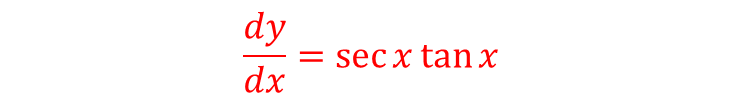 dy/dx = sec x tan x